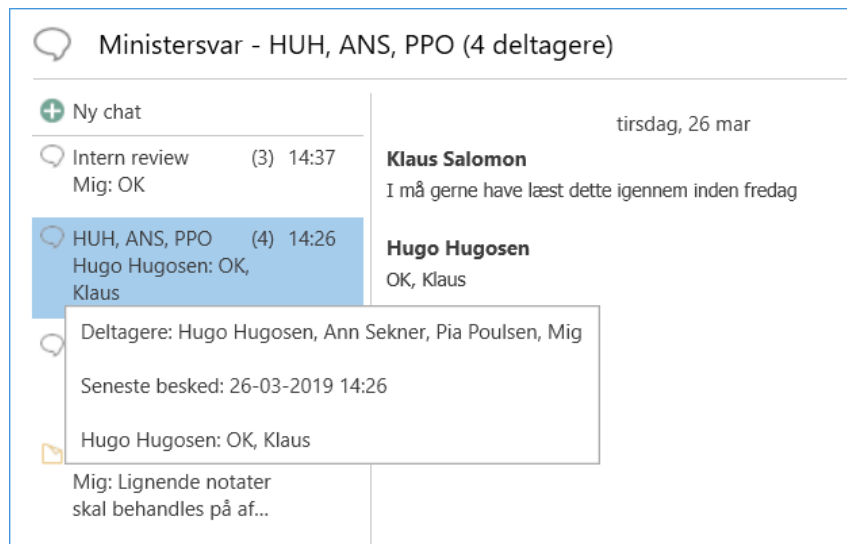 Ministersvar - HUH, ANS, PPO (4 deltagere)
Ny chat
Intern review (3) 14:37
Mig: OK
HUH, ANS, PPO (4) 14:26
Hugo Hugosen: OK,
Klaus
Deltagere: Hugo Hugosen, Ann Sekner, Pia Poulsen, Mig
Seneste besked: 26-03-2019 14:26
Hugo Hugosen: OK, Klaus
Mig: Lignende notater
skal behandles på af...
tirsdag, 26 mar
Klaus Salomon
I må gerne have læst dette igennem inden fredag
Hugo Hugosen
OK, Klaus